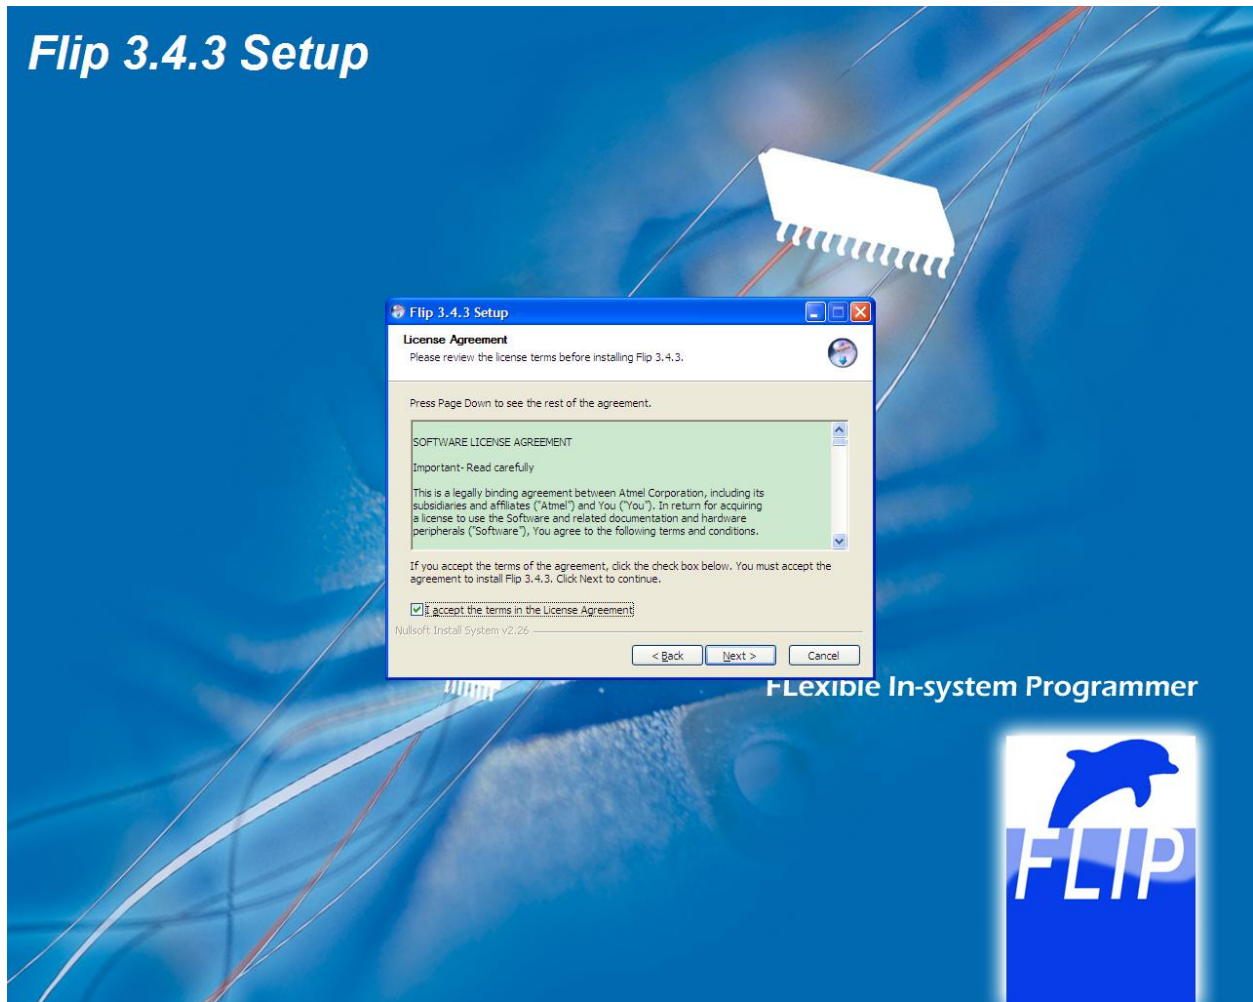 Flip 3.4.3 Setup
Flip 3.4.3 Setup
License Agreement
Please review the license terms before installing Flip 3.4.3.
Press Page Down to see the rest of the agreement.
SOFTWARE LICENSE AGREEMENT
Important- Read carefully
This is a legally binding agreement between Atmel Corporation, including its
subsidiaries and affiliates ("Atmel") and You ("You"). In return for acquiring
a license to use the Software and related documentation and hardware
peripherals ("Software"), You agree to the following terms and conditions.
If you accept the terms of the agreement, click the check box below. You must accept the
agreement to install Flip 3.4.3. Click Next to continue.
I accept the terms in the License Agreement
Nullsoft Install System v2.26
< Back Next > Cancel
FLexible In-system Programmer
FLIP